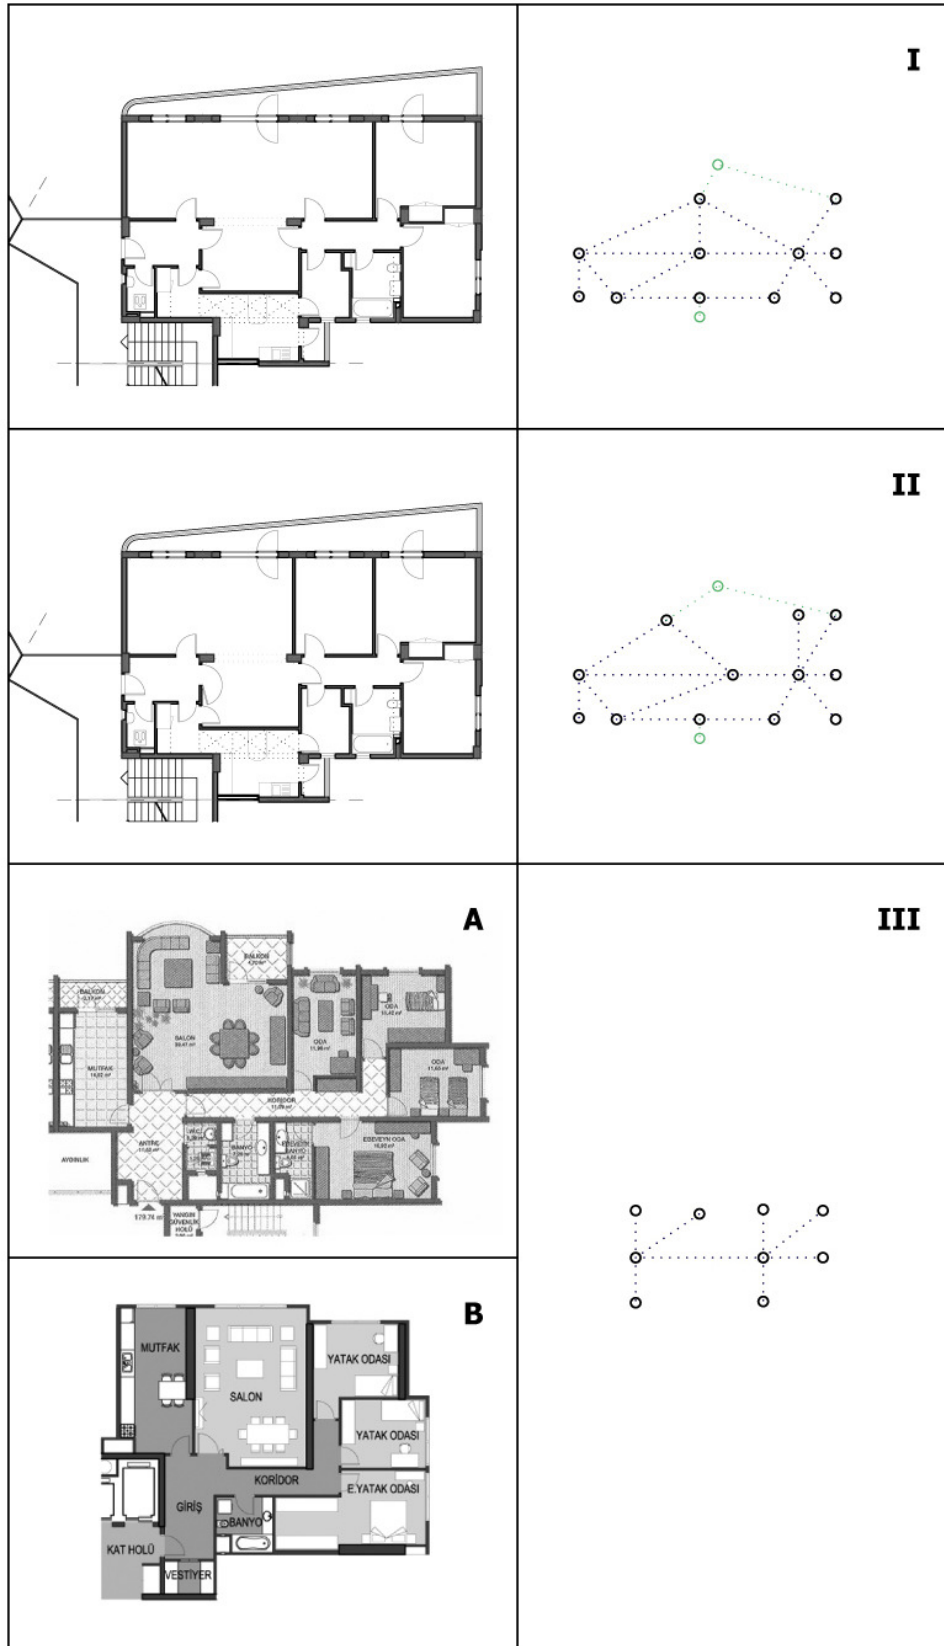 I
II
A
III
BALKON
BALKON
ODA
SALON
ODA
MUTFAK
ODA
KORİDOR
ANTRE
W.C.
BANYO
EBEVEYN
BANYO
EBEVEYN ODA
AYDINLIK
YANGIN
GÜVENLİK
HOLÜ
B
MUTFAK
YATAK ODASI
SALON
YATAK ODASI
KORİDOR
E.YATAK ODASI
GİRİŞ
BANYO
KAT HOLÜ
VESTİYER